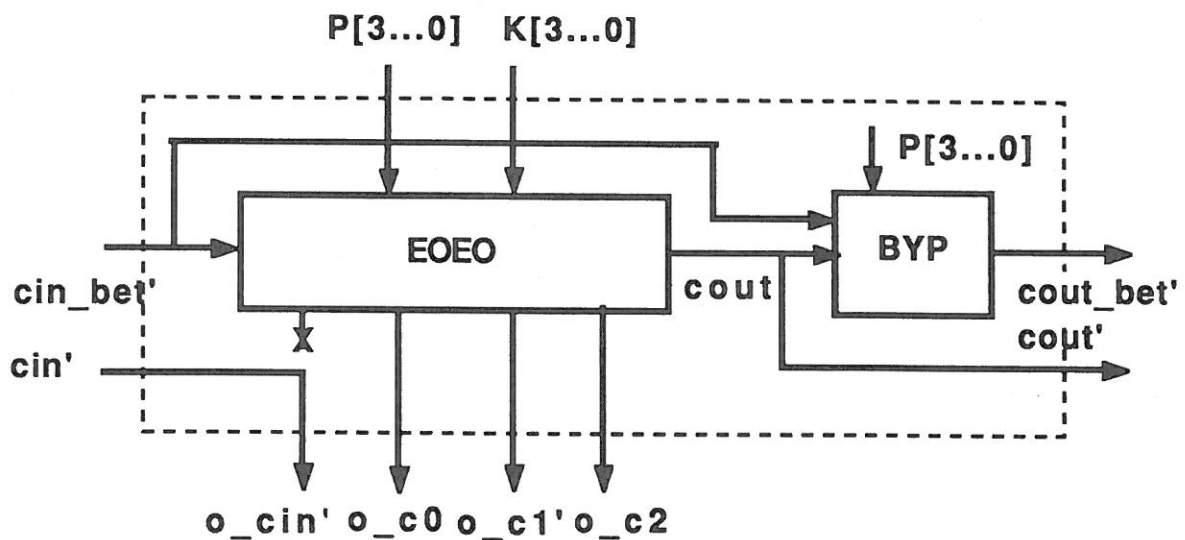 P[3...0] K[3...0]
P[3...0]
EOEO
BYP
cin_bet'
cout
cout_bet'
cin'
cout'
X
o_cin' o_c0 o_c1' o_c2